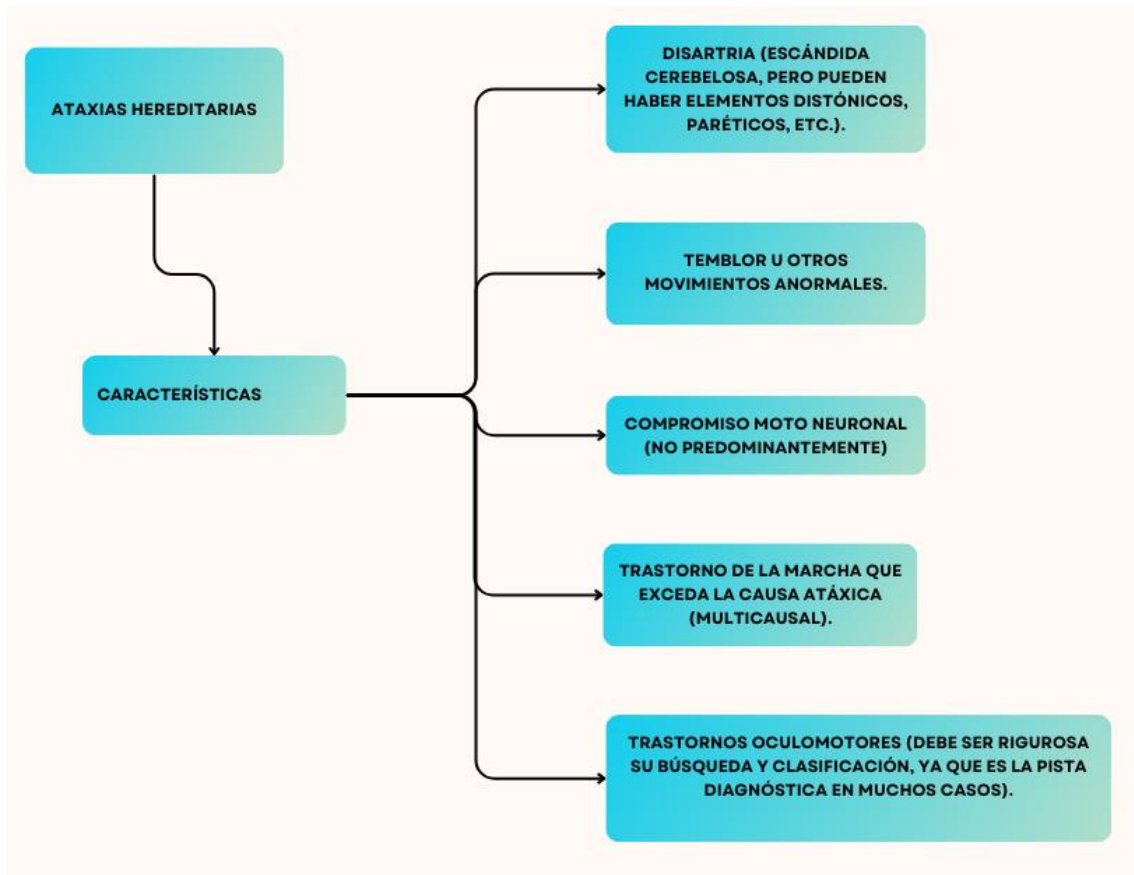 ATAXIAS HEREDITARIAS
CARACTERÍSTICAS
DISARTRIA (ESCÁNDIDA
CEREBELOSA, PERO PUEDEN
HABER ELEMENTOS DISTÓNICOS,
PARÉTICOS, ETC.).
TEMBLOR U OTROS
MOVIMIENTOS ANORMALES.
COMPROMISO MOTO NEURONAL
(NO PREDOMINANTEMENTE)
TRASTORNO DE LA MARCHA QUE
EXCEDA LA CAUSA ATÁXICA
(MULTICAUSAL).
TRASTORNOS OCULOMOTORES (DEBE SER RIGUROSA
SU BÚSQUEDA Y CLASIFICACIÓN, YA QUE ES LA PISTA
DIAGNÓSTICA EN MUCHOS CASOS).